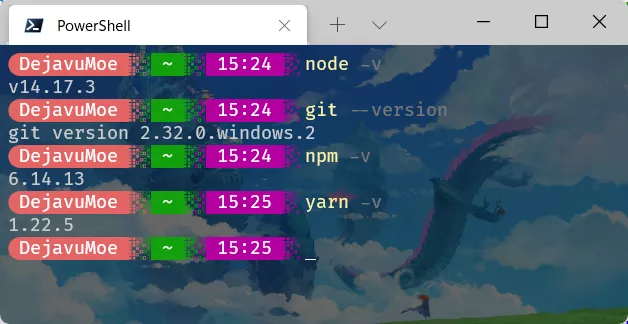 PowerShell
DejavuMoe ~ 15:24 node -v
v14.17.3
DejavuMoe ~ 15:24 git --version
git version 2.32.0.windows.2
DejavuMoe ~ 15:24 npm -v
6.14.13
DejavuMoe ~ 15:25 yarn -v
1.22.5
DejavuMoe ~ 15:25 _